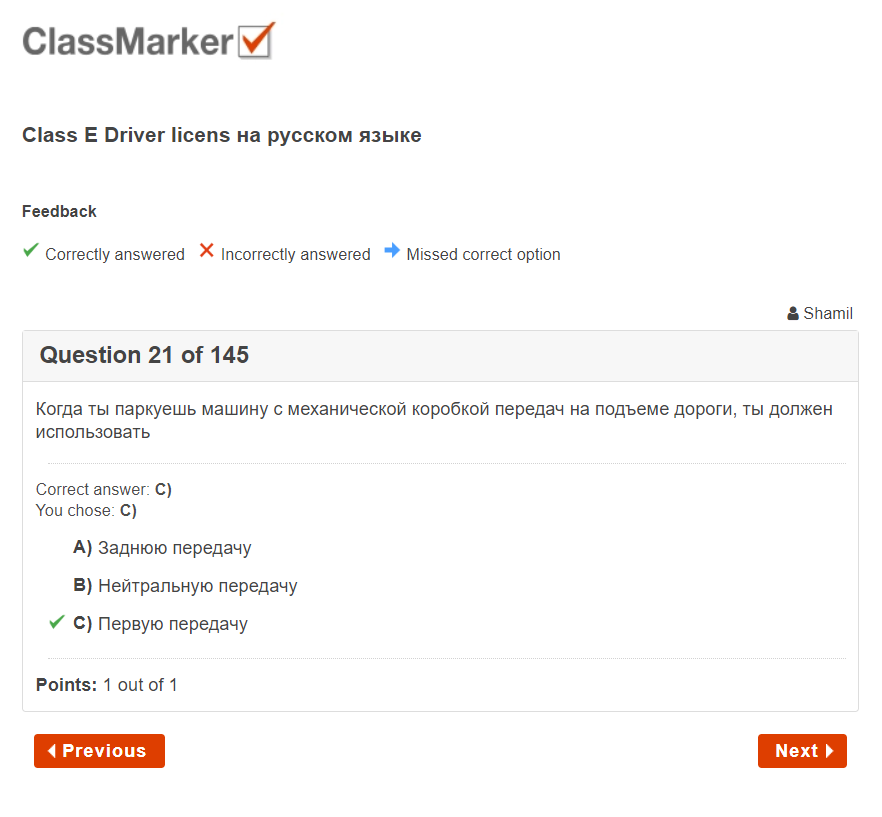 ClassMarker
Class E Driver licens на русском языке
Feedback
Correctly answered Incorrectly answered Missed correct option
Shamil
Question 21 of 145
Когда ты паркуешь машину с механической коробкой передач на подъеме дороги, ты должен
использовать
Correct answer: C)
You chose: C)
A) Заднюю передачу
B) Нейтральную передачу
C) Первую передачу
Points: 1 out of 1
Previous
Next